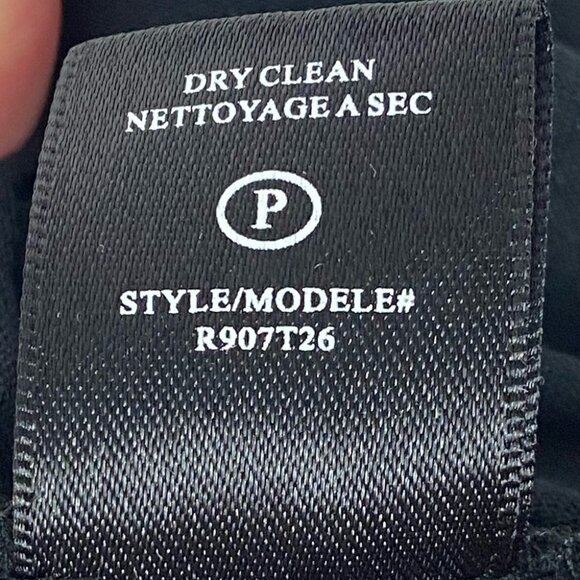 DRY CLEAN
NETTOYAGE A SEC
P
STYLE/MODELE#
R907T26